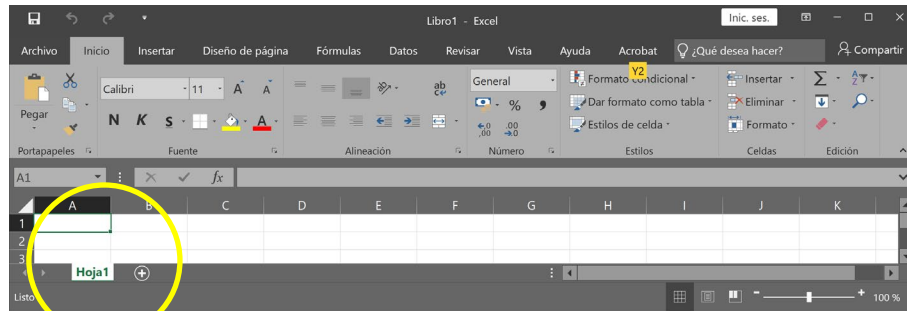 Libro1 - Excel Inic. ses.
Archivo Inicio Insertar Diseño de página Fórmulas Datos Revisar Vista Ayuda Acrobat ¿Qué desea hacer? Compartir
Y2
Pegar Calibri 11 A A ab General Formato condicional Insertar Σ
N K S A % Dar formato como tabla Eliminar
Estilos de celda Formato
Portapapeles Fuente Alineación Número Estilos Celdas Edición
A1 fx
A B C D E F G H I J K
1
2
3
Hoja1
Listo 100 %